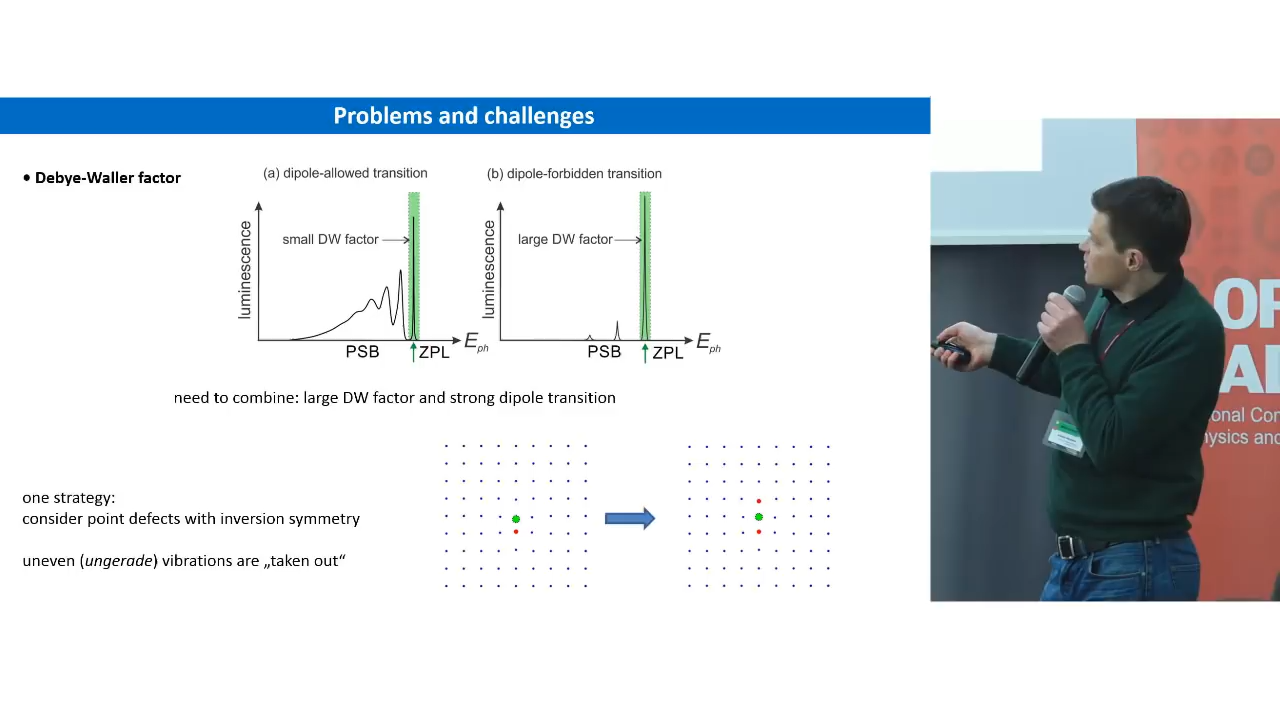 Problems and challenges
• Debye-Waller factor
(a) dipole-allowed transition
luminescence
small DW factor
PSB
ZPL
E ph
(b) dipole-forbidden transition
luminescence
large DW factor
PSB
ZPL
E ph
need to combine: large DW factor and strong dipole transition
one strategy:
consider point defects with inversion symmetry
uneven (ungerade) vibrations are „taken out“